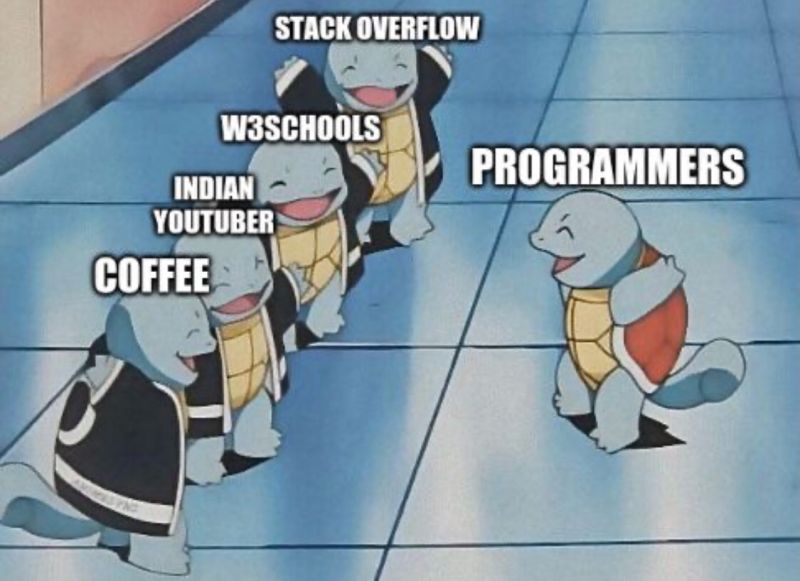 STACK OVERFLOW
W3SCHOOLS
PROGRAMMERS
INDIAN
YOUTUBER
COFFEE